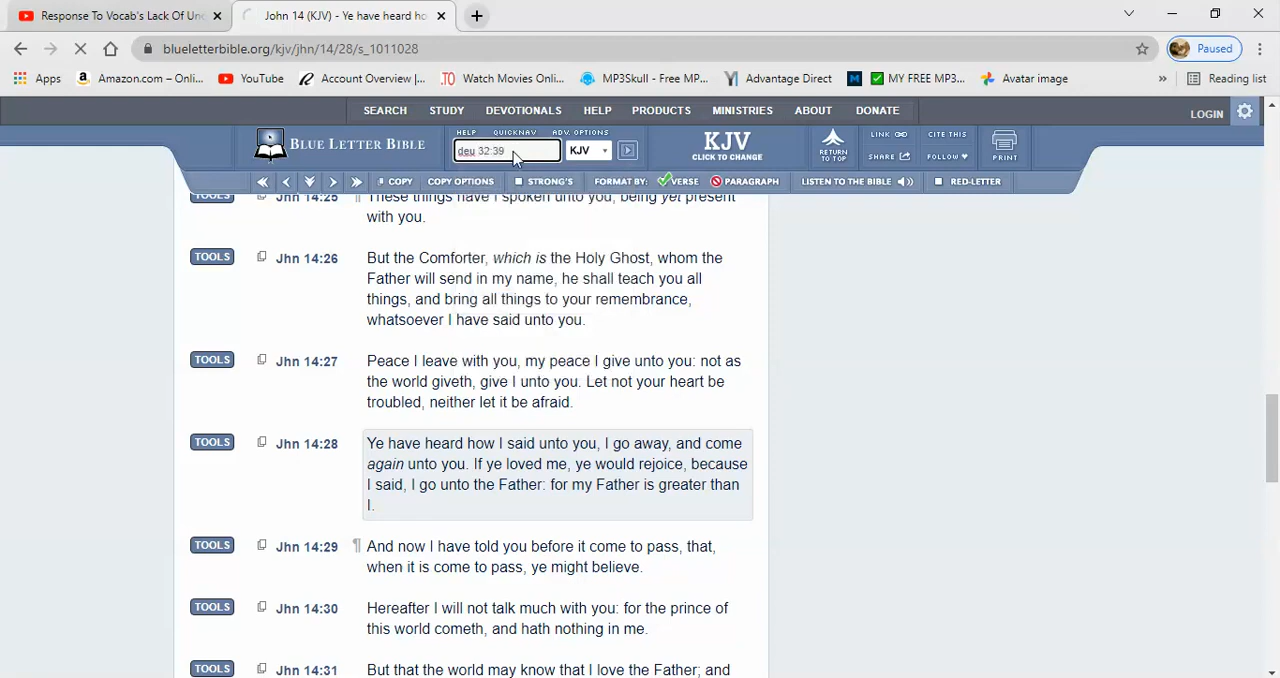 Response To Vocab's Lack Of Un
John 14 (KJV) - Ye have heard ho
blueletterbible.org/kjv/jhn/14/28/s_1011028
Paused
Apps
Amazon.com – Onli...
YouTube
Account Overview |...
Watch Movies Onli...
MP3Skull - Free MP...
Advantage Direct
MY FREE MP3...
Avatar image
»
Reading list
SEARCH STUDY DEVOTIONALS HELP PRODUCTS MINISTRIES ABOUT DONATE
LOGIN
BLUE LETTER BIBLE
HELP QUICKNAV ADV. OPTIONS
deu 32:39
KJV
KJV
CLICK TO CHANGE
RETURN
TO TOP
LINK
SHARE
CITE THIS
FOLLOW
PRINT
COPY COPY OPTIONS STRONG'S FORMAT BY: VERSE PARAGRAPH LISTEN TO THE BIBLE RED-LETTER
TOOLS Jhn 14:25 ¶ These things have I spoken unto you, being yet present
with you.
TOOLS Jhn 14:26 But the Comforter, which is the Holy Ghost, whom the
Father will send in my name, he shall teach you all
things, and bring all things to your remembrance,
whatsoever I have said unto you.
TOOLS Jhn 14:27 Peace I leave with you, my peace I give unto you: not as
the world giveth, give I unto you. Let not your heart be
troubled, neither let it be afraid.
TOOLS Jhn 14:28 Ye have heard how I said unto you, I go away, and come
again unto you. If ye loved me, ye would rejoice, because
I said, I go unto the Father: for my Father is greater than
I.
TOOLS Jhn 14:29 ¶ And now I have told you before it come to pass, that,
when it is come to pass, ye might believe.
TOOLS Jhn 14:30 Hereafter I will not talk much with you: for the prince of
this world cometh, and hath nothing in me.
TOOLS Jhn 14:31 But that the world may know that I love the Father; and